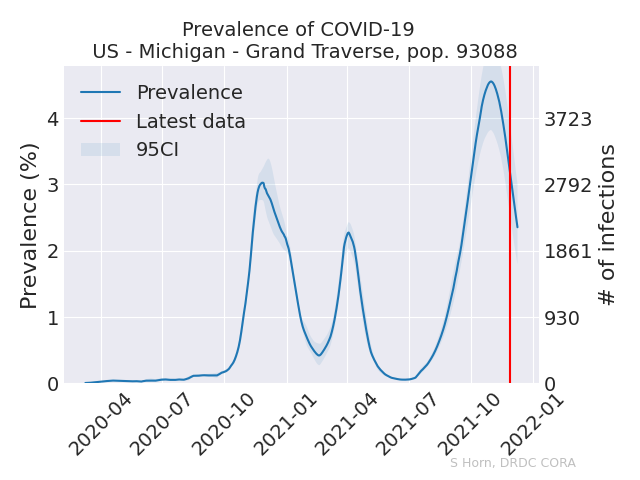 Prevalence of COVID-19
US - Michigan - Grand Traverse, pop. 93088
Prevalence
Latest data
95CI
Prevalence (%)
4
3
2
1
0
3723
2792
1861
930
0
# of infections
2020-04
2020-07
2020-10
2021-01
2021-04
2021-07
2021-10
2022-01
S Horn, DRDC CORA